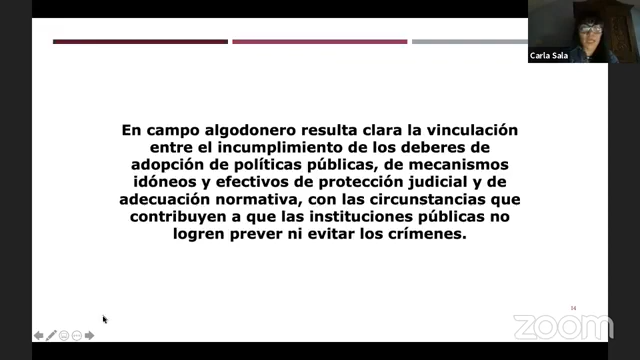 Carla Sala
En campo algodonero resulta clara la vinculación
entre el incumplimiento de los deberes de
adopción de políticas públicas, de mecanismos
idóneos y efectivos de protección judicial y de
adecuación normativa, con las circunstancias que
contribuyen a que las instituciones públicas no
logren prever ni evitar los crímenes.
14
zoom